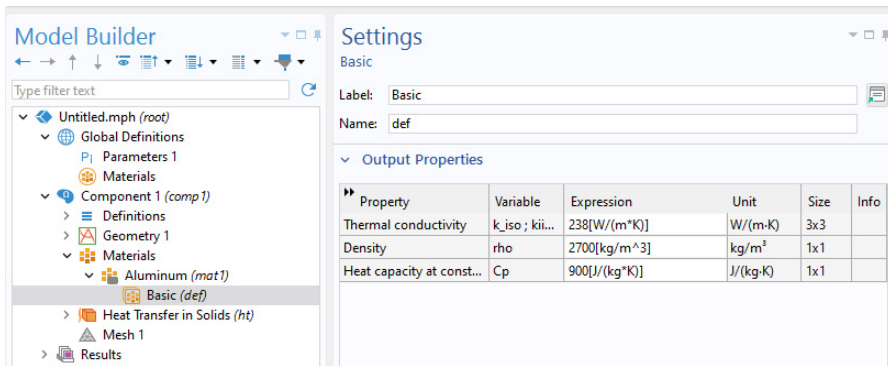 Model Builder
Type filter text
Untitled.mph (root)
Global Definitions
Pi Parameters 1
Materials
Component 1 (comp1)
Definitions
Geometry 1
Materials
Aluminum (mat1)
Basic (def)
Heat Transfer in Solids (ht)
Mesh 1
Results
Settings
Basic
Label: Basic
Name: def
Output Properties
Property Variable Expression Unit Size Info
Thermal conductivity k_iso ; kii... 238[W/(m*K)] W/(m·K) 3x3
Density rho 2700[kg/m^3] kg/m³ 1x1
Heat capacity at const... Cp 900[J/(kg*K)] J/(kg·K) 1x1